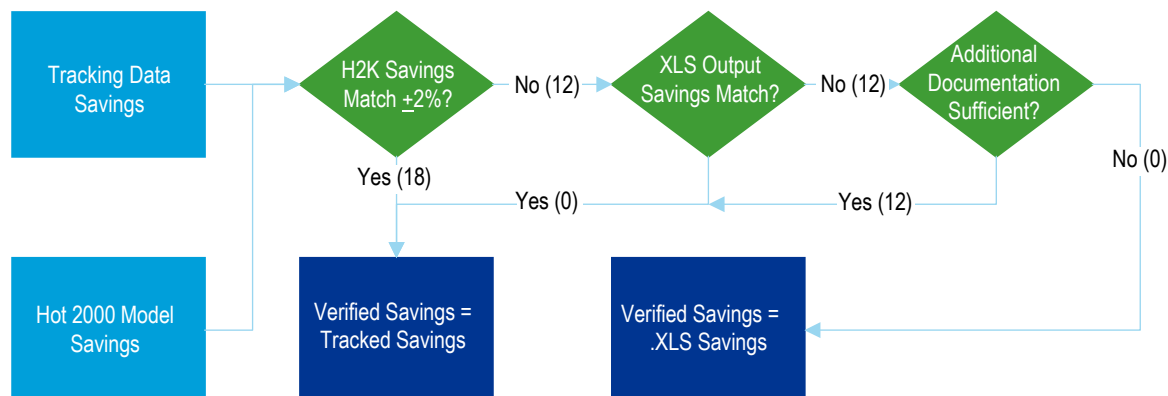 Tracking Data
Savings
H2K Savings
Match +2%?
No (12)
XLS Output
Savings Match?
No (12)
Additional
Documentation
Sufficient?
No (0)
Yes (18)
Yes (0)
Yes (12)
Hot 2000 Model
Savings
Verified Savings =
Tracked Savings
Verified Savings =
.XLS Savings